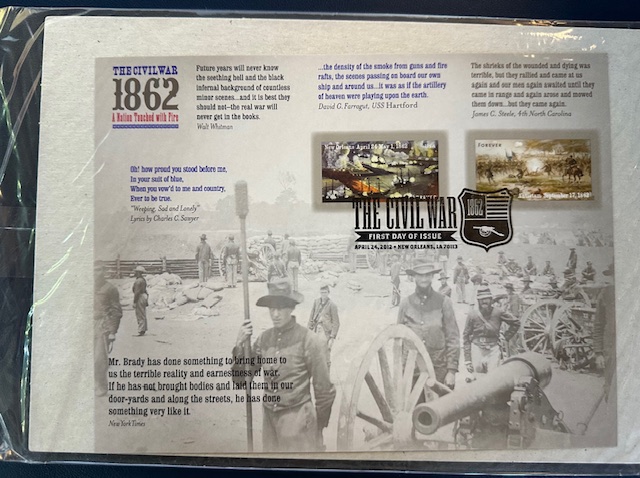 THE CIVIL WAR
1862
A Nation Touched with Fire
Future years will never know
the seething hell and the black
infernal background of countless
minor scenes...and it is best they
should not–the real war will
never get in the books.
Walt Whitman
...the density of the smoke from guns and fire
rafts, the scenes passing on board our own
ship and around us...it was as if the artillery
of heaven were playing upon the earth.
David G. Farragut, USS Hartford
The shrieks of the wounded and dying was
terrible, but they rallied and came at us
again and our men again awaited until they
came in range and again arose and mowed
them down...but they came again.
James C. Steele, 4th North Carolina
Oh! how proud you stood before me,
In your suit of blue,
When you vow'd to me and country,
Ever to be true.
"Weeping, Sad and Lonely"
Lyrics by Charles C. Sawyer
New Orleans April 24-May 1, 1862
FOREVER
September 17, 1862
THE CIVIL WAR
1862
FIRST DAY OF ISSUE
APRIL 24, 2012 • NEW ORLEANS, LA 70113
Mr. Brady has done something to bring home to
us the terrible reality and earnestness of war.
If he has not brought bodies and laid them in our
door-yards and along the streets, he has done
something very like it.
New York Times